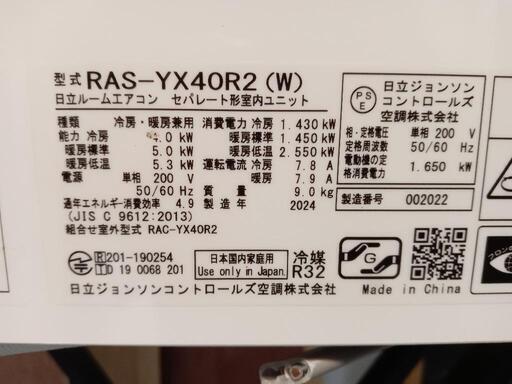 型式 RAS-YX40R2(W)
日立ルームエアコン セパレート形室内ユニット
種類 冷房・暖房兼用 消費電力 冷房 1.430 kW
能力 冷房 4.0 kW 暖房標準 1.450 kW
暖房標準 5.0 kW 暖房低温 2.550 kW
暖房低温 5.3 kW 運転電流 冷房 7.8 A
電源 単相 200 V 暖房 7.9 A
50/60 Hz 質量 9.0 kg
通年エネルギー消費効率 4.9 製造年 2024
(JIS C 9612:2013)
組合せ室外型式 RAC-YX40R2
R 201-190254
T D 19 0068 201
日本国内家庭用
Use only in Japan.
冷媒
R32
日立ジョンソンコントロールズ空調株式会社
PS
E
日立ジョンソン
コントロールズ
空調株式会社
相・定格電圧 単相 200 V
定格周波数 50/60 Hz
電動機の定
格消費電力 1.650 kW
製造番号 002022
G
Made in China